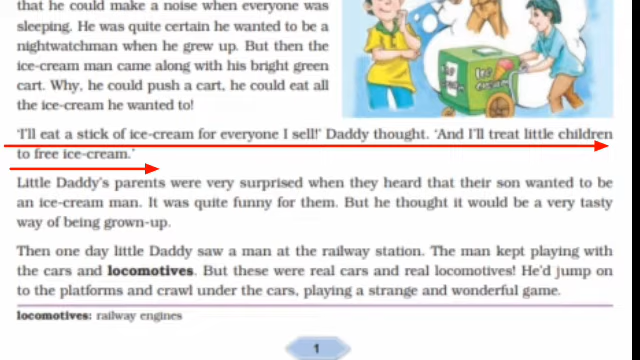 that he could make a noise when everyone was
sleeping. He was quite certain he wanted to be a
nightwatchman when he grew up. But then the
ice-cream man came along with his bright green
cart. Why, he could push a cart, he could eat all
the ice-cream he wanted to!
‘I'll eat a stick of ice-cream for everyone I sell!’ Daddy thought. ‘And I'll treat little children
to free ice-cream.’
Little Daddy's parents were very surprised when they heard that their son wanted to be
an ice-cream man. It was quite funny for them. But he thought it would be a very tasty
way of being grown-up.
Then one day little Daddy saw a man at the railway station. The man kept playing with
the cars and locomotives. But these were real cars and real locomotives! He'd jump on
to the platforms and crawl under the cars, playing a strange and wonderful game.
locomotives: railway engines
1